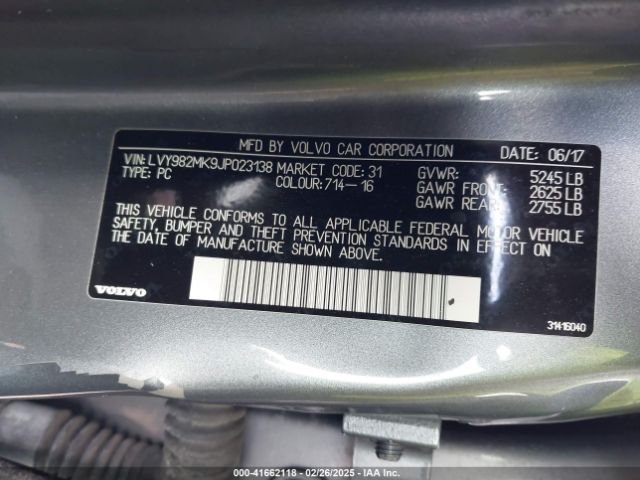 MFD BY VOLVO CAR CORPORATION DATE: 06/17
VIN: LVY982MK9JP023138 MARKET CODE: 31 GVWR: 5245 LB
TYPE: PC COLOUR: 714-16 GAWR FRONT: 2625 LB
GAWR REAR: 2755 LB
THIS VEHICLE CONFORMS TO ALL APPLICABLE FEDERAL MOTOR VEHICLE
SAFETY, BUMPER AND THEFT PREVENTION STANDARDS IN EFFECT ON
THE DATE OF MANUFACTURE SHOWN ABOVE.
VOLVO
31416040
000-41662118 • 02/26/2025 • IAA Inc.